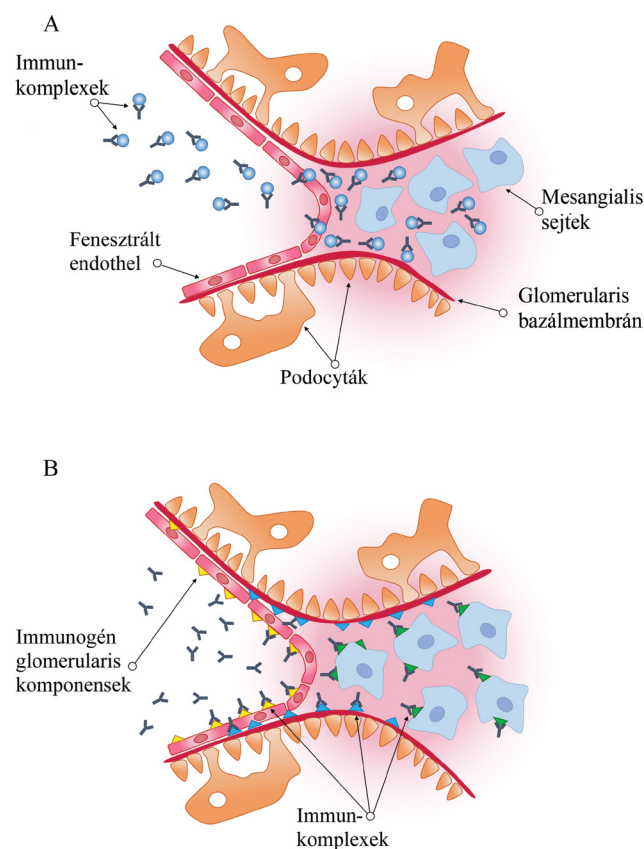 A
Immun-
komplexek
Mesangialis
sejtek
Fenesztrált
endothel
Glomerularis
bazálmembrán
Podocyták
B
Immunogén
glomerularis
komponensek
Immun-
komplexek